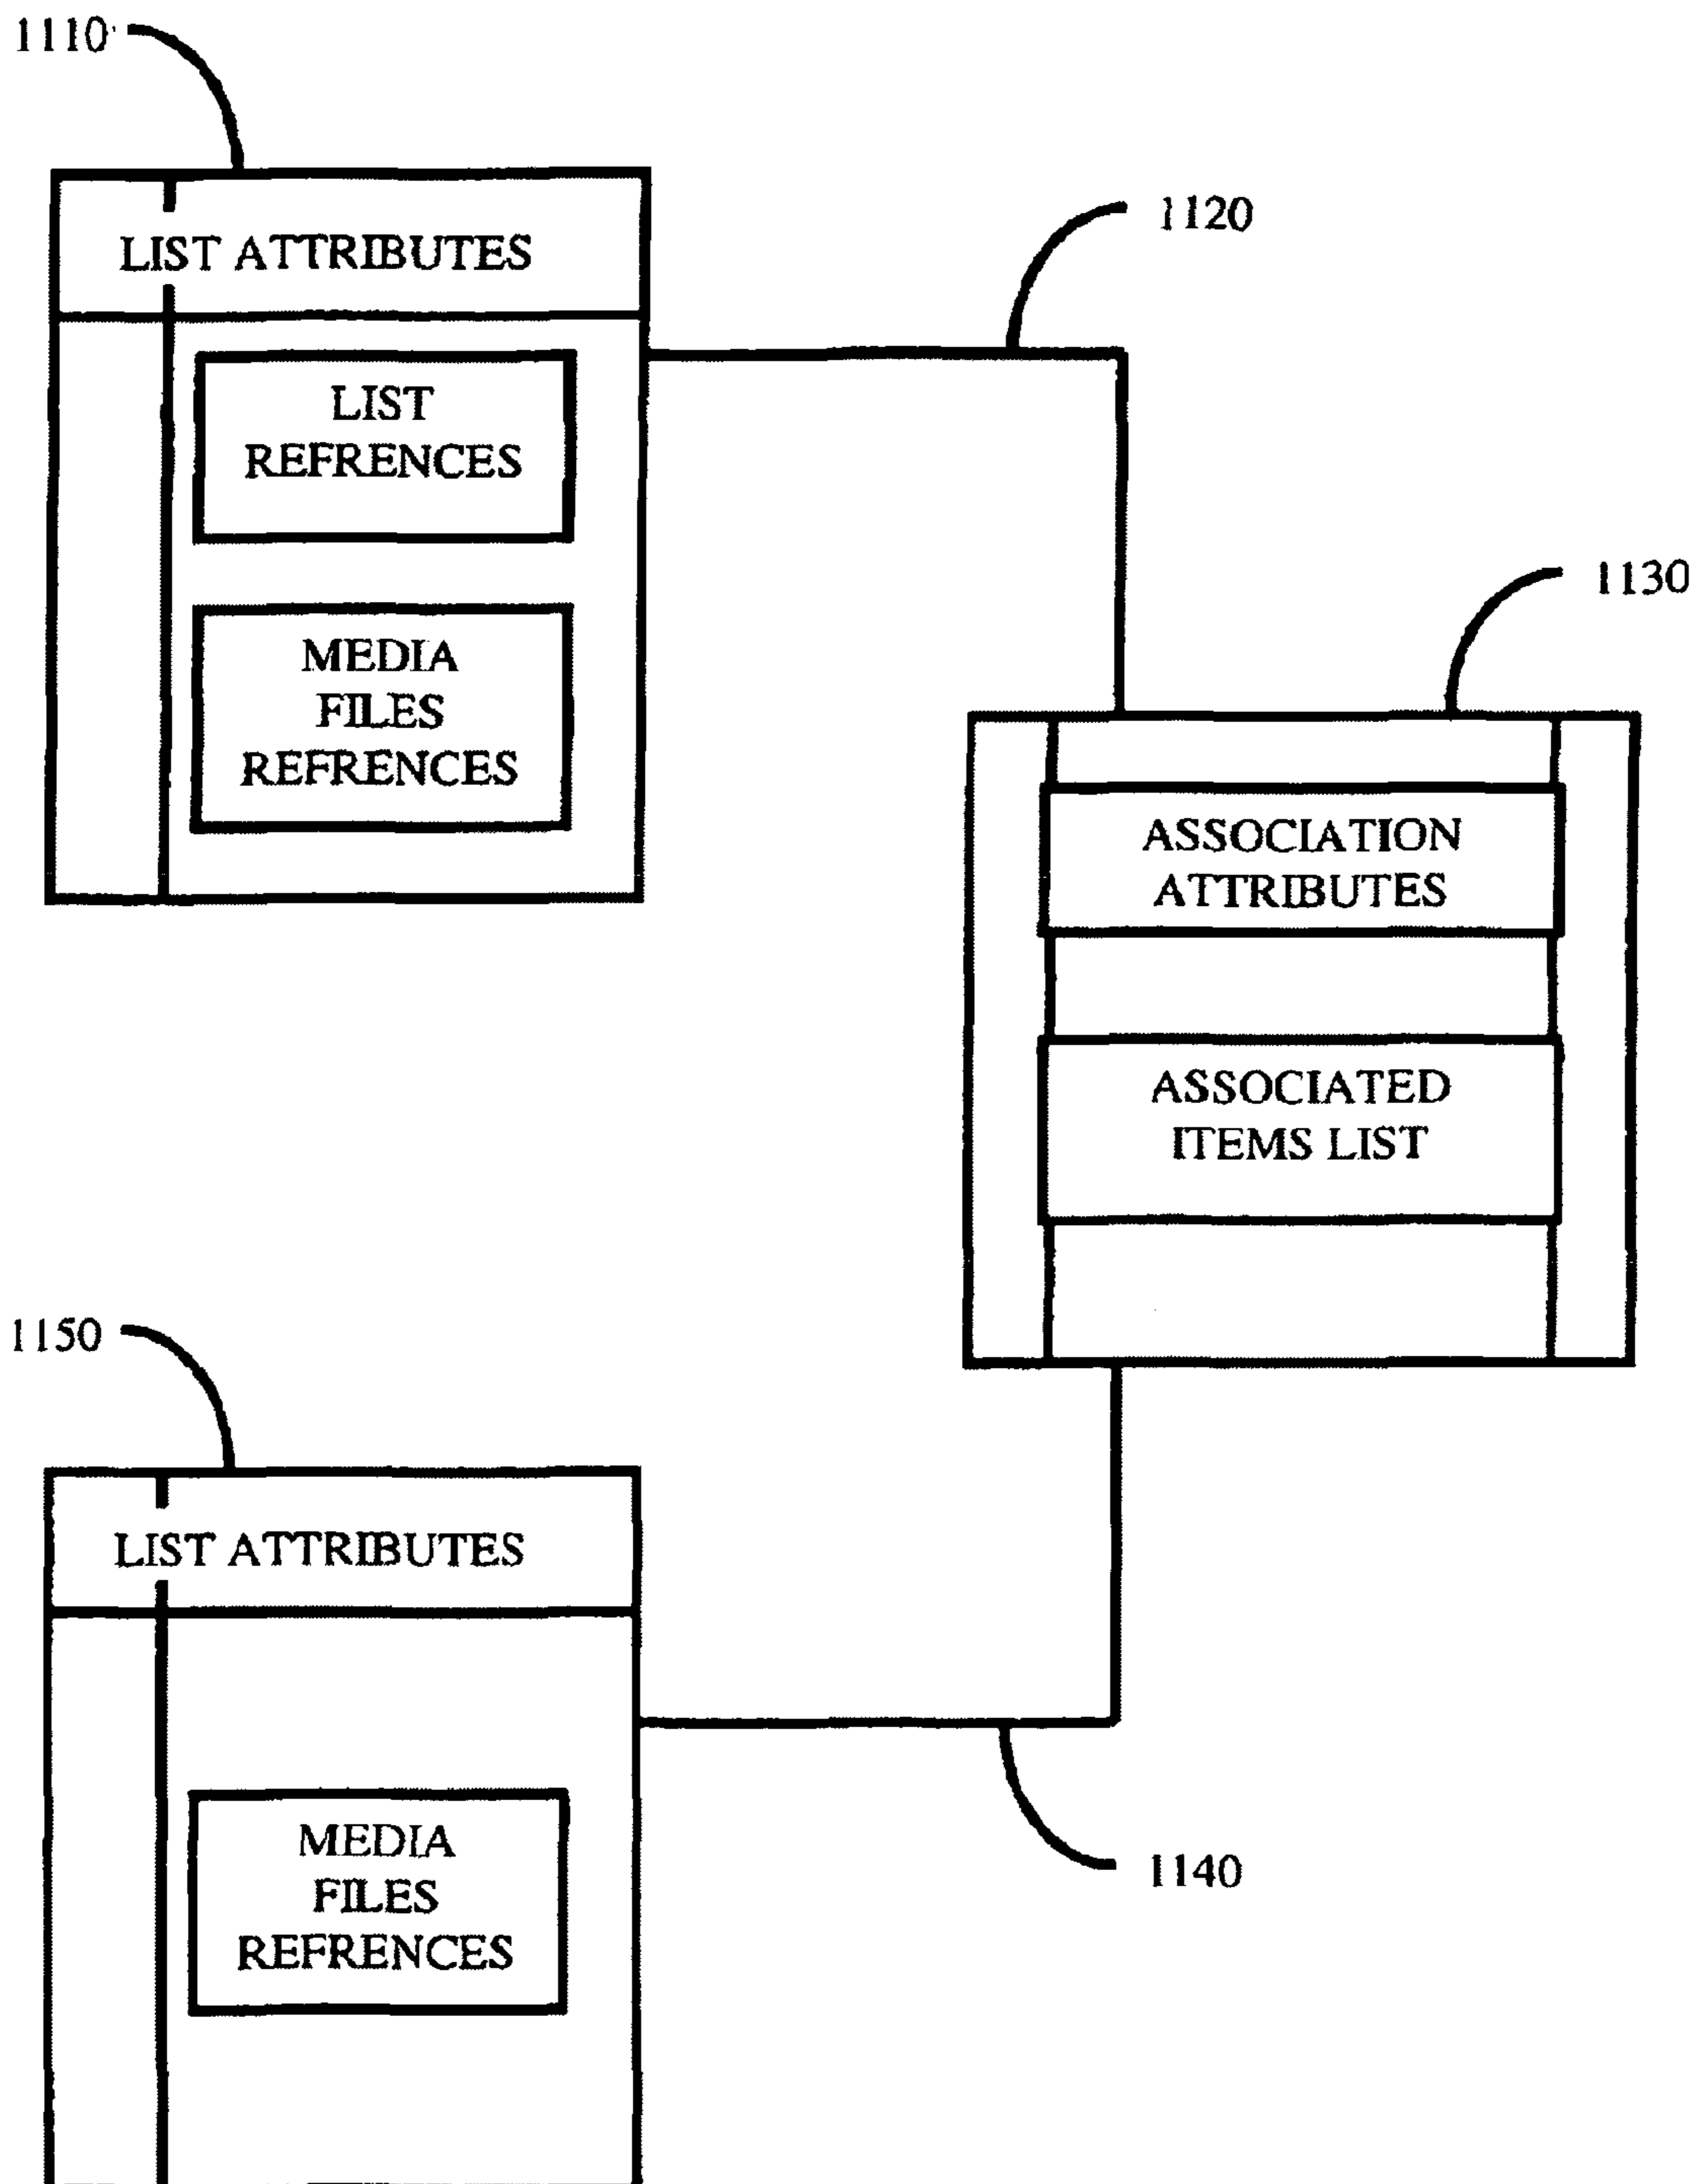 1110
1120
LIST ATTRIBUTES
LIST
REFRENCES
1130
MEDIA
FILES
REFRENCES
ASSOCIATION
ATTRIBUTES
ASSOCIATED
ITEMS LIST
1150
LIST ATTRIBUTES
MEDIA
FILES
REFRENCES
1140